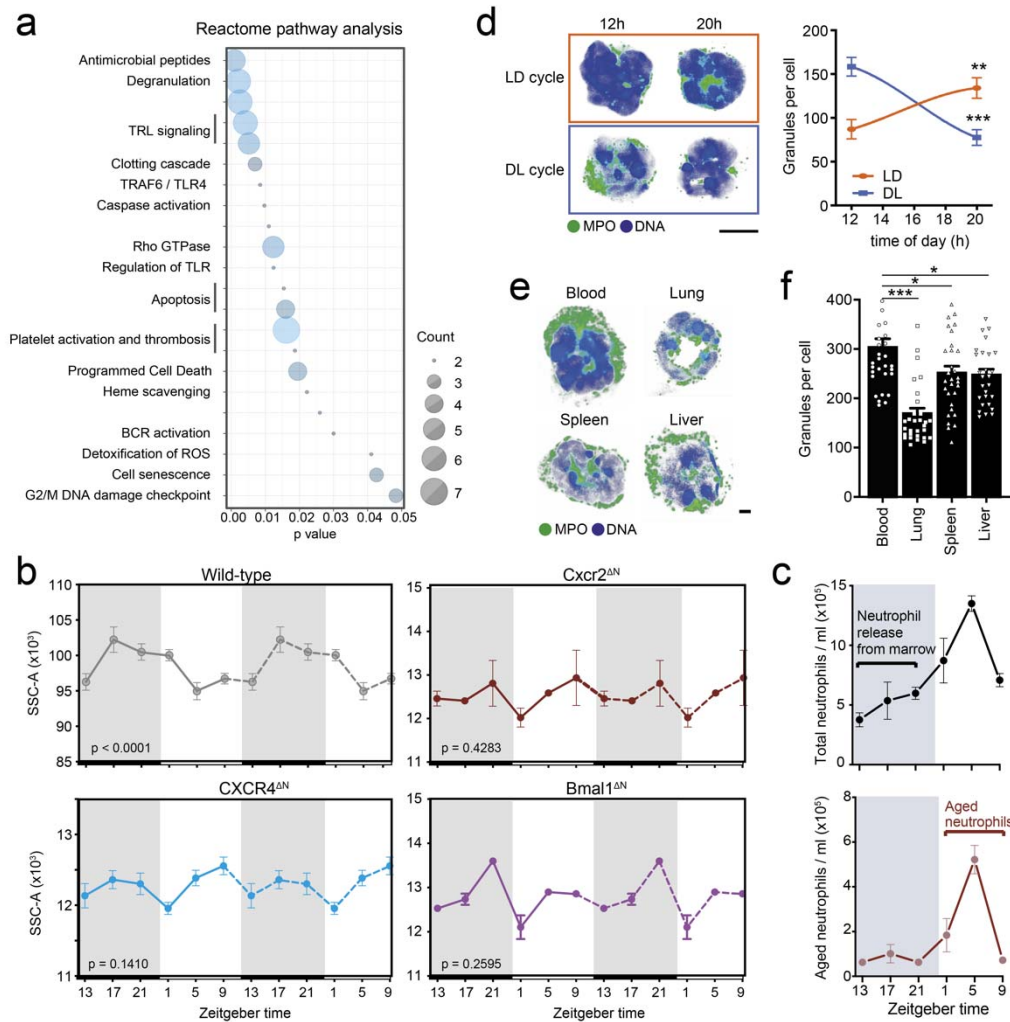 a
Reactome pathway analysis
Antimicrobial peptides
Degranulation
TRL signaling
Clotting cascade
TRAF6 / TLR4
Caspase activation
Rho GTPase
Regulation of TLR
Apoptosis
Platelet activation and thrombosis
Programmed Cell Death
Heme scavenging
BCR activation
Detoxification of ROS
Cell senescence
G2/M DNA damage checkpoint
0.00 0.01 0.02 0.03 0.04 0.05
p value
Count
2
3
4
5
6
7
d
12h 20h
LD cycle
DL cycle
MPO DNA
Granules per cell
200
150
100
50
0
**
***
LD
DL
12 14 16 18 20
time of day (h)
e
Blood Lung
Spleen Liver
MPO DNA
f
Granules per cell
400
300
200
100
0
*
*
***
Blood
Lung
Spleen
Liver
b
Wild-type
SSC-A (x10³)
110
105
100
95
90
85
p < 0.0001
Cxcr2ΔN
15
14
13
12
11
p = 0.4283
CXCR4ΔN
SSC-A (x10³)
13
12
11
p = 0.1410
13 17 21 1 5 9 13 17 21 1 5 9
Zeitgeber time
Bmal1ΔN
15
14
13
12
11
p = 0.2595
13 17 21 1 5 9 13 17 21 1 5 9
Zeitgeber time
c
Total neutrophils / ml (x10⁵)
15
10
5
0
Neutrophil
release
from marrow
Aged neutrophils / ml (x10⁵)
8
6
4
2
0
Aged
neutrophils
13 17 21 1 5 9
Zeitgeber time